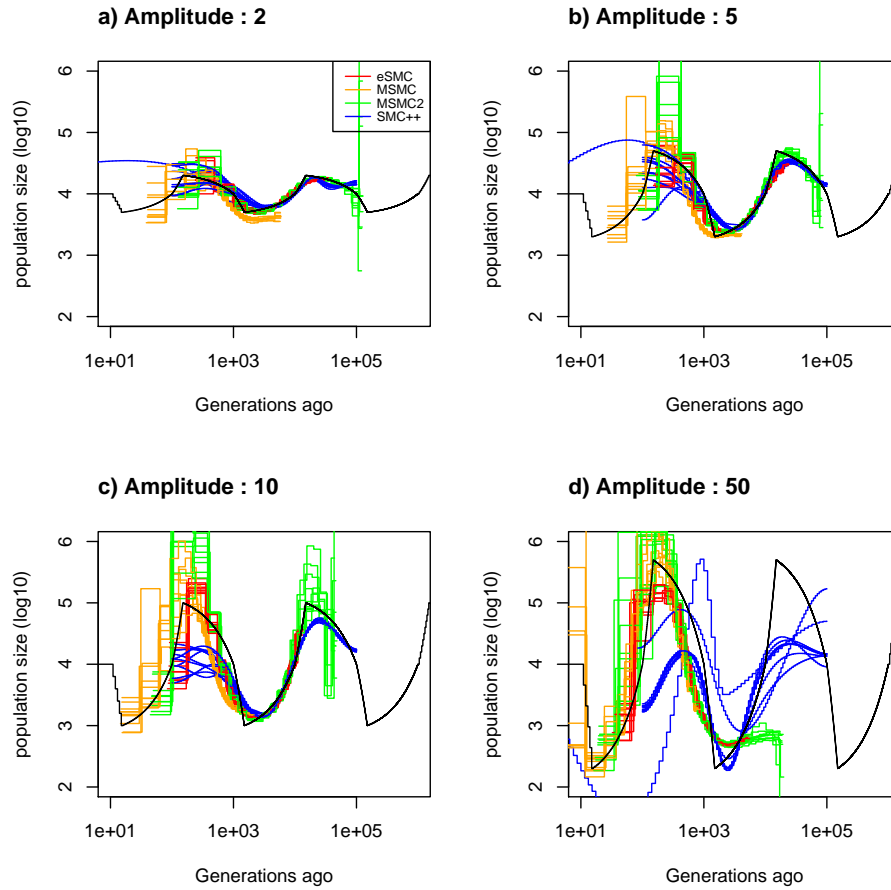 a) Amplitude : 2
population size (log10)
6
5
4
3
2
eSMC
MSMC
MSMC2
SMC++
1e+01
1e+03
1e+05
Generations ago
b) Amplitude : 5
population size (log10)
6
5
4
3
2
1e+01
1e+03
1e+05
Generations ago
c) Amplitude : 10
population size (log10)
6
5
4
3
2
1e+01
1e+03
1e+05
Generations ago
d) Amplitude : 50
population size (log10)
6
5
4
3
2
1e+01
1e+03
1e+05
Generations ago